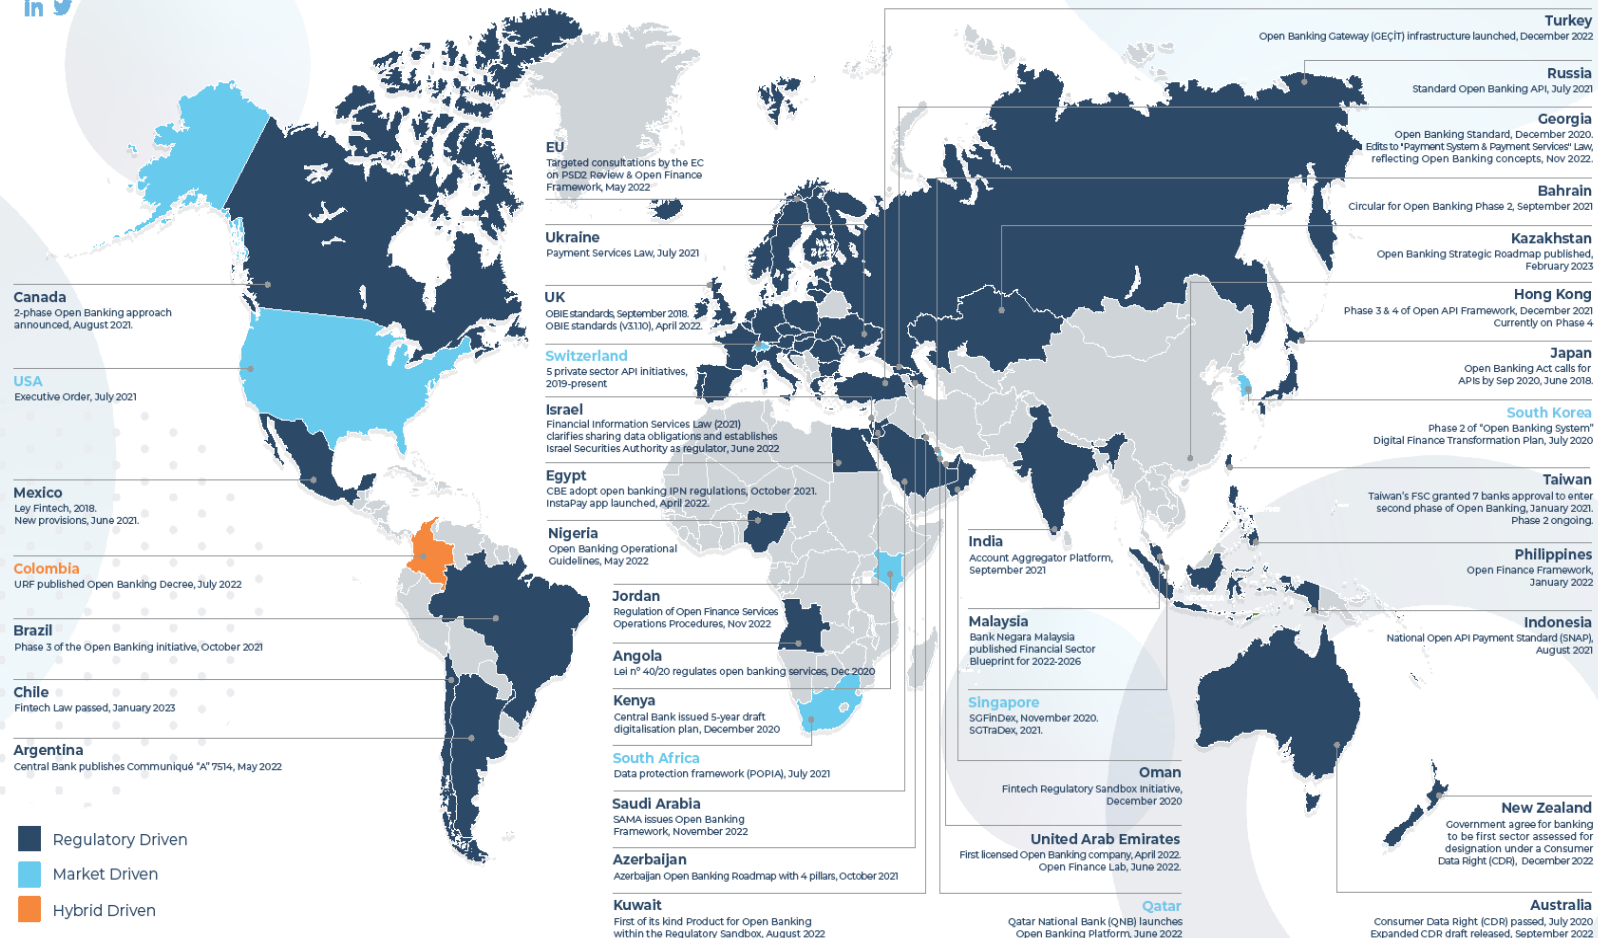 in
Canada
2-phase Open Banking approach
announced, August 2021.
USA
Executive Order, July 2021
Mexico
Ley Fintech, 2018.
New provisions, June 2021.
Colombia
URF published Open Banking Decree, July 2022
Brazil
Phase 3 of the Open Banking initiative, October 2021
Chile
Fintech Law passed, January 2023
Argentina
Central Bank publishes Communiqué “A” 7514, May 2022
Regulatory Driven
Market Driven
Hybrid Driven
EU
Targeted consultations by the EC
on PSD2 Review & Open Finance
Framework, May 2022
Ukraine
Payment Services Law, July 2021
UK
OBIE standards, September 2018.
OBIE standards (v3.1.10), April 2022.
Switzerland
5 private sector API initiatives,
2019-present
Israel
Financial Information Services Law (2021)
clarifies sharing data obligations and establishes
Israel Securities Authority as regulator, June 2022
Egypt
CBE adopt open banking IPN regulations, October 2021.
InstaPay app launched, April 2022.
Nigeria
Open Banking Operational
Guidelines, May 2022
Jordan
Regulation of Open Finance Services
Operations Procedures, Nov 2022
Angola
Lei nº 40/20 regulates open banking services, Dec 2020
Kenya
Central Bank issued 5-year draft
digitalisation plan, December 2020
South Africa
Data protection framework (POPIA), July 2021
Saudi Arabia
SAMA issues Open Banking
Framework, November 2022
Azerbaijan
Azerbaijan Open Banking Roadmap with 4 pillars, October 2021
Kuwait
First of its kind Product for Open Banking
within the Regulatory Sandbox, August 2022
India
Account Aggregator Platform,
September 2021
Malaysia
Bank Negara Malaysia
published Financial Sector
Blueprint for 2022-2026
Singapore
SGFinDex, November 2020.
SGTraDex, 2021.
Oman
Fintech Regulatory Sandbox Initiative,
December 2020
United Arab Emirates
First licensed Open Banking company, April 2022.
Open Finance Lab, June 2022.
Qatar
Qatar National Bank (QNB) launches
Open Banking Platform, June 2022
Turkey
Open Banking Gateway (GEÇİT) infrastructure launched, December 2022
Russia
Standard Open Banking API, July 2021
Georgia
Open Banking Standard, December 2020.
Edits to "Payment System & Payment Services" Law,
reflecting Open Banking concepts, Nov 2022.
Bahrain
Circular for Open Banking Phase 2, September 2021
Kazakhstan
Open Banking Strategic Roadmap published,
February 2023
Hong Kong
Phase 3 & 4 of Open API Framework, December 2021
Currently on Phase 4
Japan
Open Banking Act calls for
APIs by Sep 2020, June 2018.
South Korea
Phase 2 of “Open Banking System”
Digital Finance Transformation Plan, July 2020
Taiwan
Taiwan's FSC granted 7 banks approval to enter
second phase of Open Banking, January 2021.
Phase 2 ongoing.
Philippines
Open Finance Framework,
January 2022
Indonesia
National Open API Payment Standard (SNAP),
August 2021
New Zealand
Government agree for banking
to be first sector assessed for
designation under a Consumer
Data Right (CDR), December 2022
Australia
Consumer Data Right (CDR) passed, July 2020
Expanded CDR draft released, September 2022